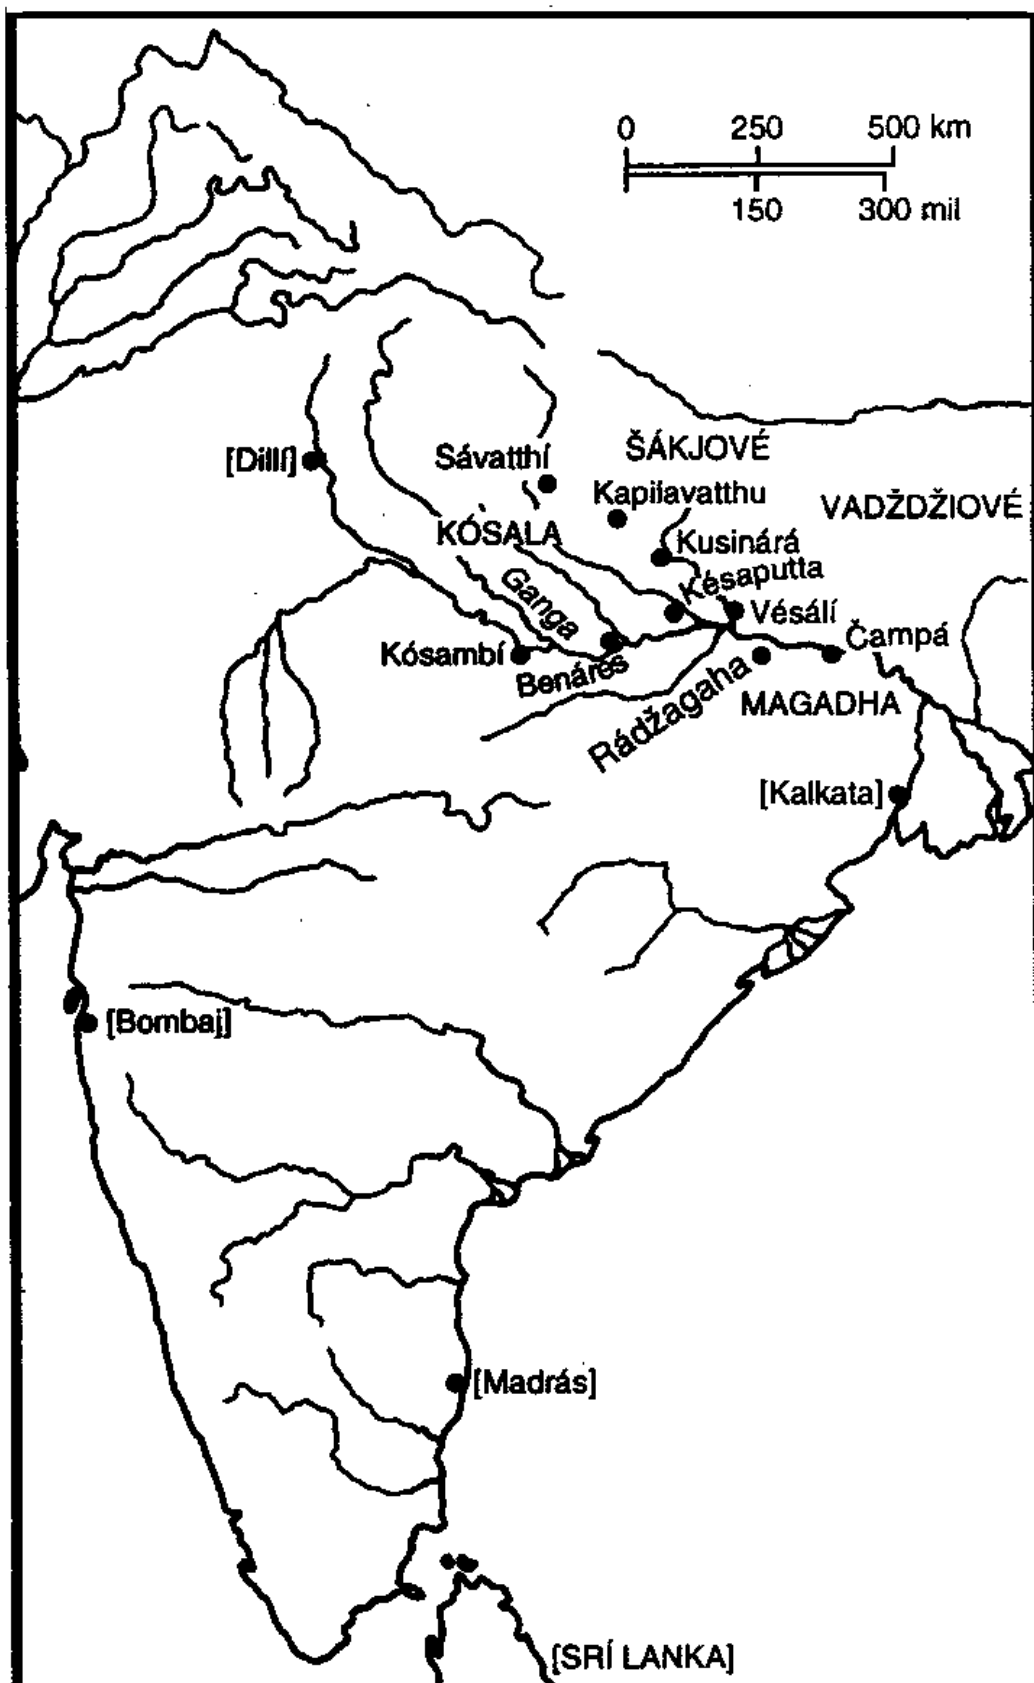 0 250 500 km
150 300 mil
ŠÁKJOVÉ
[Dillí]
Sávatthí
Kapilavatthu
VADŽDŽIOVÉ
KÓSALA
Kusinárá
Késaputta
Ganga
Vésálí
Kósambí
Benáres
Čampá
Rádžagaha
MAGADHA
[Kalkata]
[Bombaj]
[Madrás]
[SRÍ LANKA]